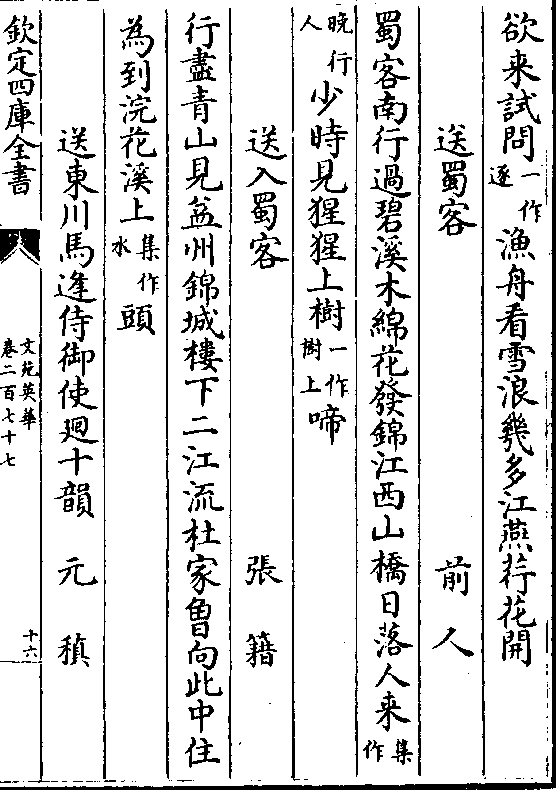 欲来試問一作逐漁舟看雪浪幾多江燕荇花開
送蜀客　前人
蜀客南行過碧溪木綿花發錦江西山橋日落人来集作
晚行人少時見猩猩上樹一作樹上啼
送入蜀客　張籍
行盡青山見益州錦城樓下二江流杜家曾向此中住
為到浣花溪上集作水頭
送東川馬逢侍御使廻十韻　元稹
欽定四庫全書
文苑英華
卷二百七十七
十六